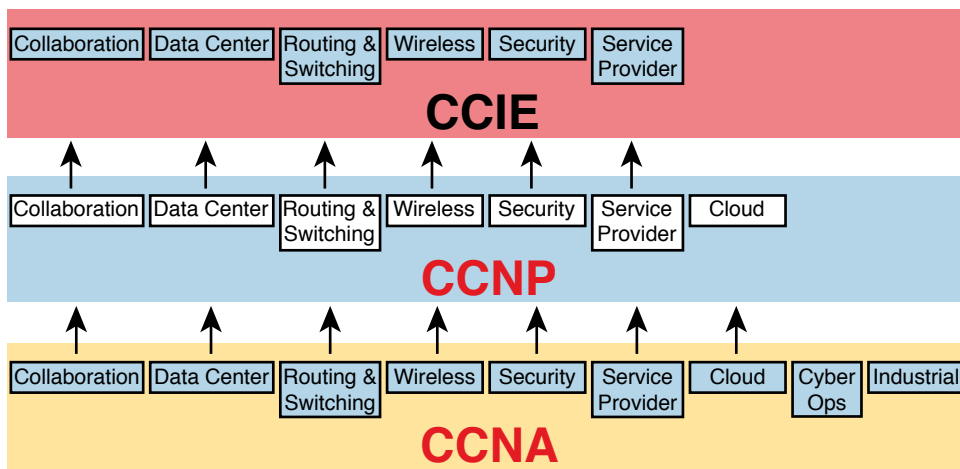 Collaboration Data Center Routing & Wireless Security Service
Switching Provider
CCIE
Collaboration Data Center Routing & Wireless Security Service Cloud
Switching Provider
CCNP
Collaboration Data Center Routing & Wireless Security Service Cloud Cyber Industrial
Switching Provider Ops
CCNA